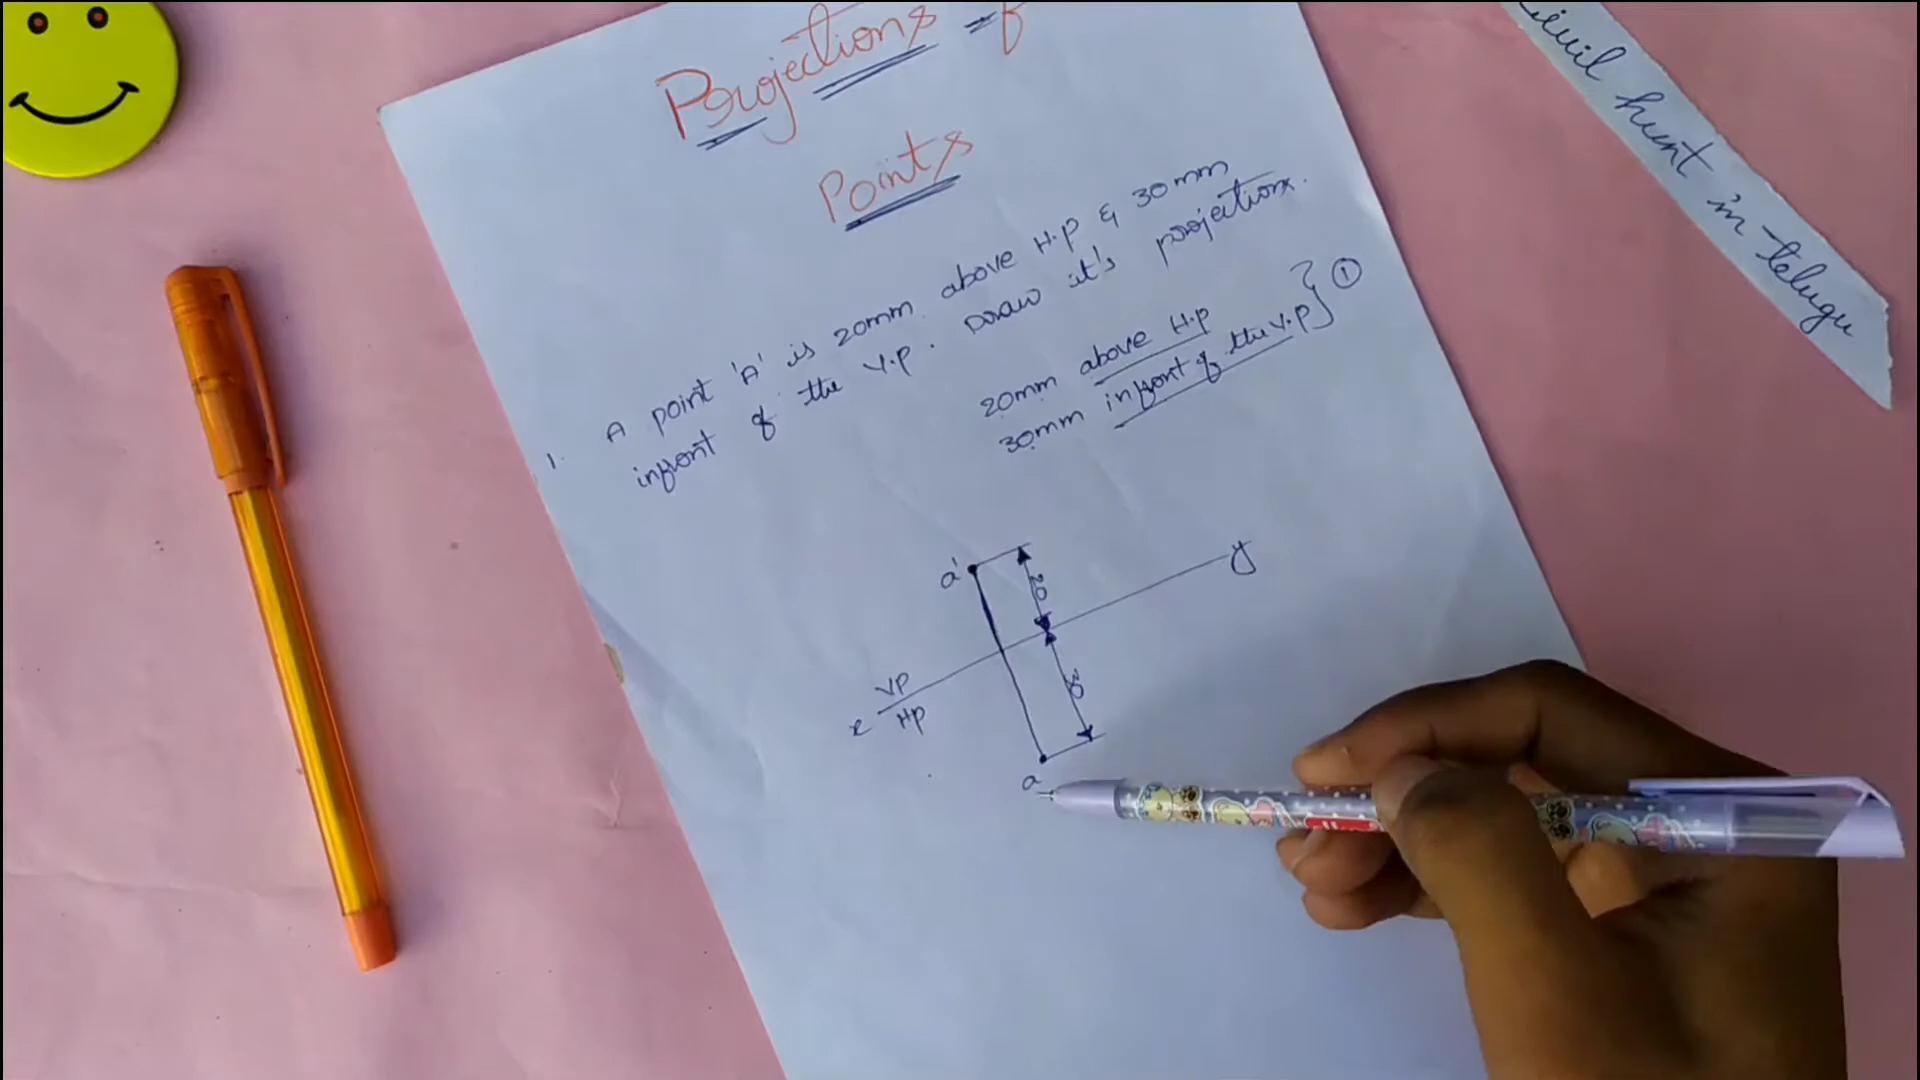 Projections of
Points
1. A point 'A' is 20mm above H.P & 30mm
infront of the V.P. Draw it's projections.
20mm above H.P
30mm infront of the V.P } ①
a'
20
y
VP
x HP
30
a
civil hunt in telugu